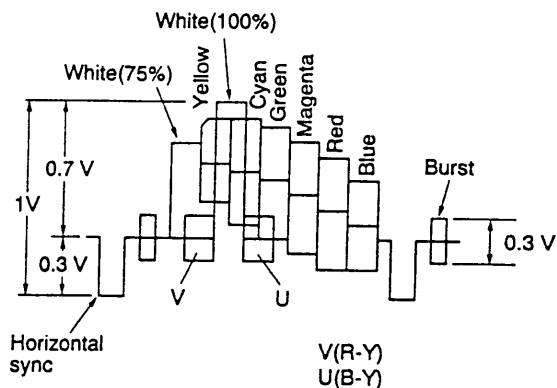 White(100%)
White(75%)
Yellow
Cyan
Green
Magenta
Red
Blue
Burst
0.7 V
1V
0.3 V
0.3 V
V
U
Horizontal
sync
V(R-Y)
U(B-Y)